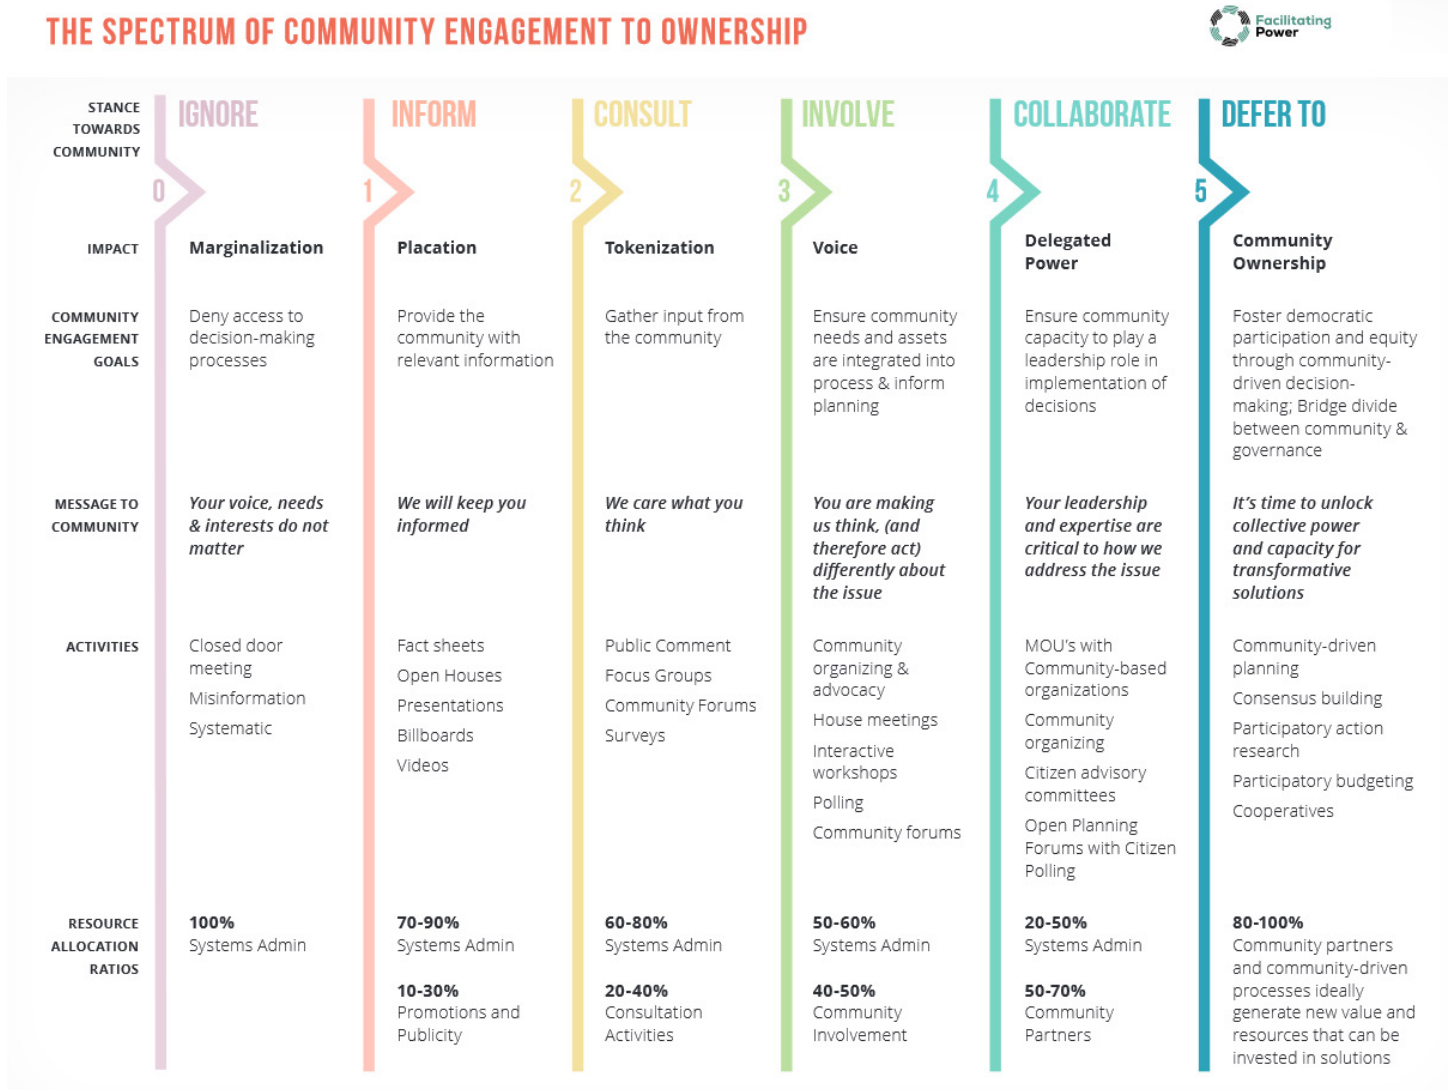 THE SPECTRUM OF COMMUNITY ENGAGEMENT TO OWNERSHIP
Facilitating
Power
STANCE
TOWARDS
COMMUNITY
IGNORE
INFORM
CONSULT
INVOLVE
COLLABORATE
DEFER TO
0
1
2
3
4
5
IMPACT
Marginalization
Placation
Tokenization
Voice
Delegated
Power
Community
Ownership
COMMUNITY
ENGAGEMENT
GOALS
Deny access to
decision-making
processes
Provide the
community with
relevant information
Gather input from
the community
Ensure community
needs and assets
are integrated into
process & inform
planning
Ensure community
capacity to play a
leadership role in
implementation of
decisions
Foster democratic
participation and equity
through community-
driven decision-
making; Bridge divide
between community &
governance
MESSAGE TO
COMMUNITY
Your voice, needs
& interests do not
matter
We will keep you
informed
We care what you
think
You are making
us think, (and
therefore act)
differently about
the issue
Your leadership
and expertise are
critical to how we
address the issue
It's time to unlock
collective power
and capacity for
transformative
solutions
ACTIVITIES
Closed door
meeting
Misinformation
Systematic
Fact sheets
Open Houses
Presentations
Billboards
Videos
Public Comment
Focus Groups
Community Forums
Surveys
Community
organizing &
advocacy
House meetings
Interactive
workshops
Polling
Community forums
MOU's with
Community-based
organizations
Community
organizing
Citizen advisory
committees
Open Planning
Forums with Citizen
Polling
Community-driven
planning
Consensus building
Participatory action
research
Participatory budgeting
Cooperatives
RESOURCE
ALLOCATION
RATIOS
100%
Systems Admin
70-90%
Systems Admin
10-30%
Promotions and
Publicity
60-80%
Systems Admin
20-40%
Consultation
Activities
50-60%
Systems Admin
40-50%
Community
Involvement
20-50%
Systems Admin
50-70%
Community
Partners
80-100%
Community partners
and community-driven
processes ideally
generate new value and
resources that can be
invested in solutions